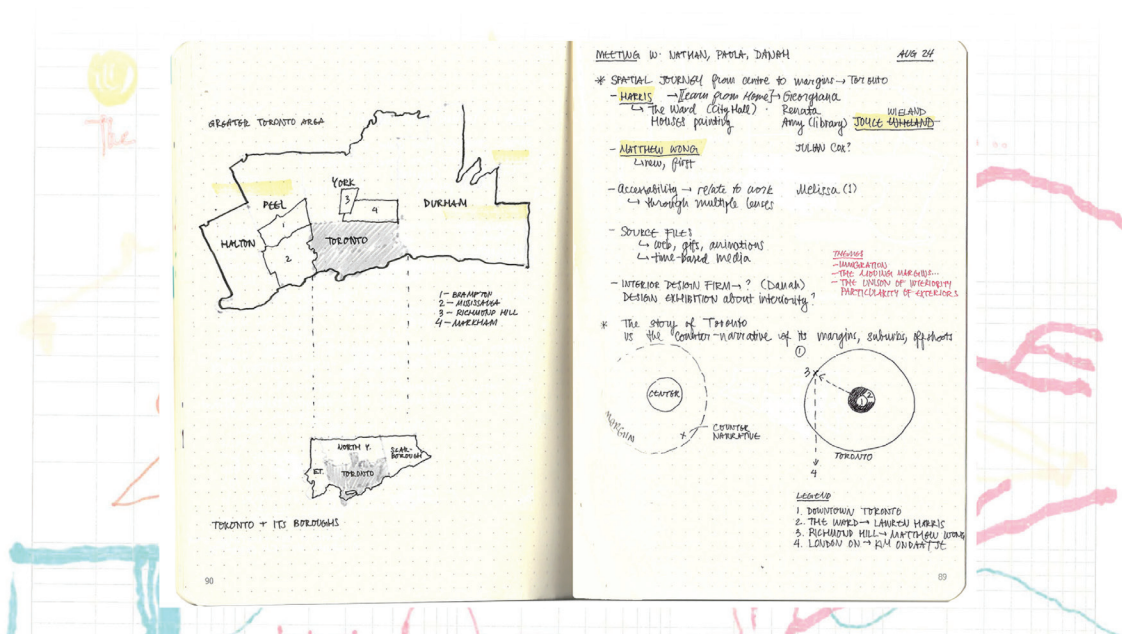 The
GREATER TORONTO AREA
YORK
3
4
PEEL
1
DURHAM
HALTON
TORONTO
2
1 - BRAMPTON
2 - MISSISSAUGA
3 - RICHMOND HILL
4 - MARKHAM
NORTH Y.
SCAR-
BOROUGH
ET.
TORONTO
TORONTO + ITS BOROUGHS
90
MEETING W. NATHAN, PAOLA, DANAH
AUG 24
* SPATIAL JOURNEY from centre to margins → Toronto
- HARRIS → [Learn from Home] → Georgiana
↳ The Ward (City Hall) · Renata
Houses painting
Amy (library) JOYCE WHELAND
WIELAND
- MATTHEW WONG
↳ new, first
JULIAN COX?
- Accessibility → relate to work
↳ through multiple lenses
Melissa (1)
- SOURCE FILES
↳ web, gifs, animations
↳ time-based media
THEMES
- IMMIGRATION
- THE MARGINS...
- THE UNISON OF INTERIORITY
PARTICULARITY OF EXTERIORS
- INTERIOR DESIGN FIRM → ? (Danah)
DESIGN EXHIBITION about interiority?
* The story of Toronto
vs the counter-narrative of its margins, suburbs, offshoots
1
CENTER
MARGIN
x
COUNTER
NARRATIVE
3 x
2
1
4
TORONTO
LEGEND
1. DOWNTOWN TORONTO
2. THE WARD → LAWREN HARRIS
3. RICHMOND HILL → MATTHEW WONG
4. LONDON ON → KIM ONDAATJE
89